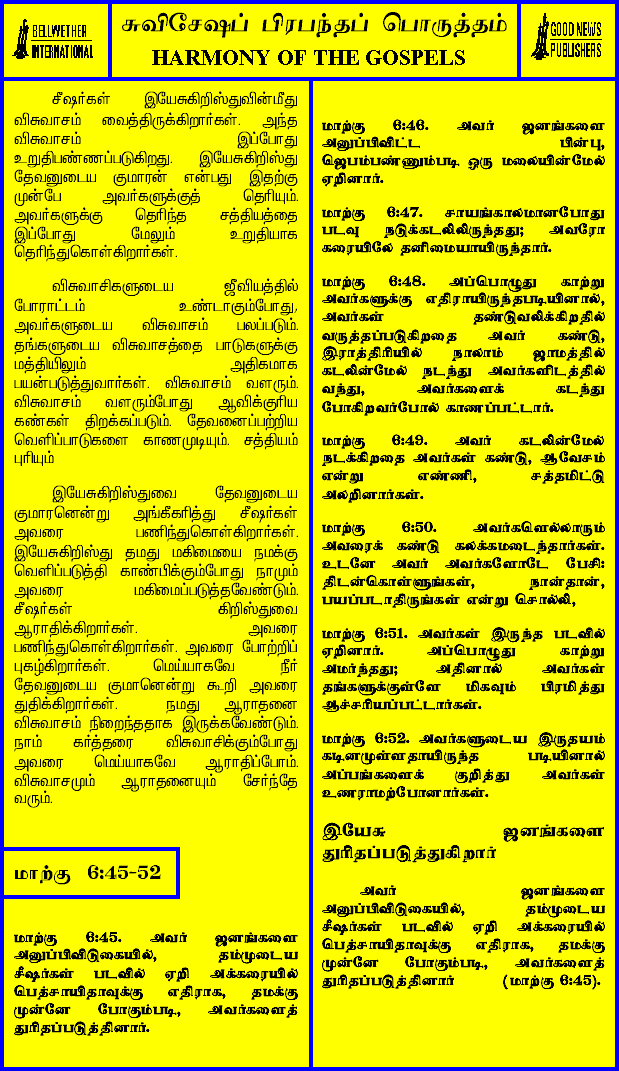 BELLWETHER
INTERNATIONAL
சுவிசேஷப் பிரபந்தப் பொருத்தம்
HARMONY OF THE GOSPELS
GOOD NEWS
PUBLISHERS
சீஷர்கள் இயேசுகிறிஸ்துவின்மீது
விசுவாசம் வைத்திருக்கிறார்கள். அந்த
விசுவாசம் இப்போது
உறுதிபண்ணப்படுகிறது. இயேசுகிறிஸ்து
தேவனுடைய குமாரன் என்பது இதற்கு
முன்பே அவர்களுக்குத் தெரியும்.
அவர்களுக்கு தெரிந்த சத்தியத்தை
இப்போது மேலும் உறுதியாக
தெரிந்துகொள்கிறார்கள்.
விசுவாசிகளுடைய ஜீவியத்தில்
போராட்டம் உண்டாகும்போது,
அவர்களுடைய விசுவாசம் பலப்படும்.
தங்களுடைய விசுவாசத்தை பாடுகளுக்கு
மத்தியிலும் அதிகமாக
பயன்படுத்துவார்கள். விசுவாசம் வளரும்.
விசுவாசம் வளரும்போது ஆவிக்குரிய
கண்கள் திறக்கப்படும். தேவனைப்பற்றிய
வெளிப்பாடுகளை காணமுடியும். சத்தியம்
புரியும்
இயேசுகிறிஸ்துவை தேவனுடைய
குமாரனென்று அங்கீகரித்து சீஷர்கள்
அவரை பணிந்துகொள்கிறார்கள்.
இயேசுகிறிஸ்து தமது மகிமையை நமக்கு
வெளிப்படுத்தி காண்பிக்கும்போது நாமும்
அவரை மகிமைப்படுத்தவேண்டும்.
சீஷர்கள் கிறிஸ்துவை
ஆராதிக்கிறார்கள். அவரை
பணிந்துகொள்கிறார்கள். அவரை போற்றிப்
புகழ்கிறார்கள். மெய்யாகவே நீர்
தேவனுடைய குமானென்று கூறி அவரை
துதிக்கிறார்கள். நமது ஆராதனை
விசுவாசம் நிறைந்ததாக இருக்கவேண்டும்.
நாம் கர்த்தரை விசுவாசிக்கும்போது
அவரை மெய்யாகவே ஆராதிப்போம்.
விசுவாசமும் ஆராதனையும் சேர்ந்தே
வரும்.
மாற்கு 6:45-52
மாற்கு 6:45. அவர் ஜனங்களை
அனுப்பிவிடுகையில், தம்முடைய
சீஷர்கள் படவில் ஏறி அக்கரையில்
பெத்சாயிதாவுக்கு எதிராக, தமக்கு
முன்னே போகும்படி, அவர்களைத்
துரிதப்படுத்தினார்.
மாற்கு 6:46. அவர் ஜனங்களை
அனுப்பிவிட்ட பின்பு,
ஜெபம்பண்ணும்படி ஒரு மலையின்மேல்
ஏறினார்.
மாற்கு 6:47. சாயங்காலமானபோது
படவு நடுக்கடலிலிருந்தது; அவரோ
கரையிலே தனிமையாயிருந்தார்.
மாற்கு 6:48. அப்பொழுது காற்று
அவர்களுக்கு எதிராயிருந்தபடியினால்,
அவர்கள் தண்டுவலிக்கிறதில்
வருத்தப்படுகிறதை அவர் கண்டு,
இராத்திரியில் நாலாம் ஜாமத்தில்
கடலின்மேல் நடந்து அவர்களிடத்தில்
வந்து, அவர்களைக் கடந்து
போகிறவர்போல் காணப்பட்டார்.
மாற்கு 6:49. அவர் கடலின்மேல்
நடக்கிறதை அவர்கள் கண்டு, ஆவேசம்
என்று எண்ணி, சத்தமிட்டு
அலறினார்கள்.
மாற்கு 6:50. அவர்களெல்லாரும்
அவரைக் கண்டு கலக்கமடைந்தார்கள்.
உடனே அவர் அவர்களோடே பேசி:
திடன்கொள்ளுங்கள், நான்தான்,
பயப்படாதிருங்கள் என்று சொல்லி,
மாற்கு 6:51. அவர்கள் இருந்த படவில்
ஏறினார். அப்பொழுது காற்று
அமர்ந்தது; அதினால் அவர்கள்
தங்களுக்குள்ளே மிகவும் பிரமித்து
ஆச்சரியப்பட்டார்கள்.
மாற்கு 6:52. அவர்களுடைய இருதயம்
கடினமுள்ளதாயிருந்த படியினால்
அப்பங்களைக் குறித்து அவர்கள்
உணராமற்போனார்கள்.
இயேசு ஜனங்களை
துரிதப்படுத்துகிறார்
அவர் ஜனங்களை
அனுப்பிவிடுகையில், தம்முடைய
சீஷர்கள் படவில் ஏறி அக்கரையில்
பெத்சாயிதாவுக்கு எதிராக, தமக்கு
முன்னே போகும்படி, அவர்களைத்
துரிதப்படுத்தினார் (மாற்கு 6:45).